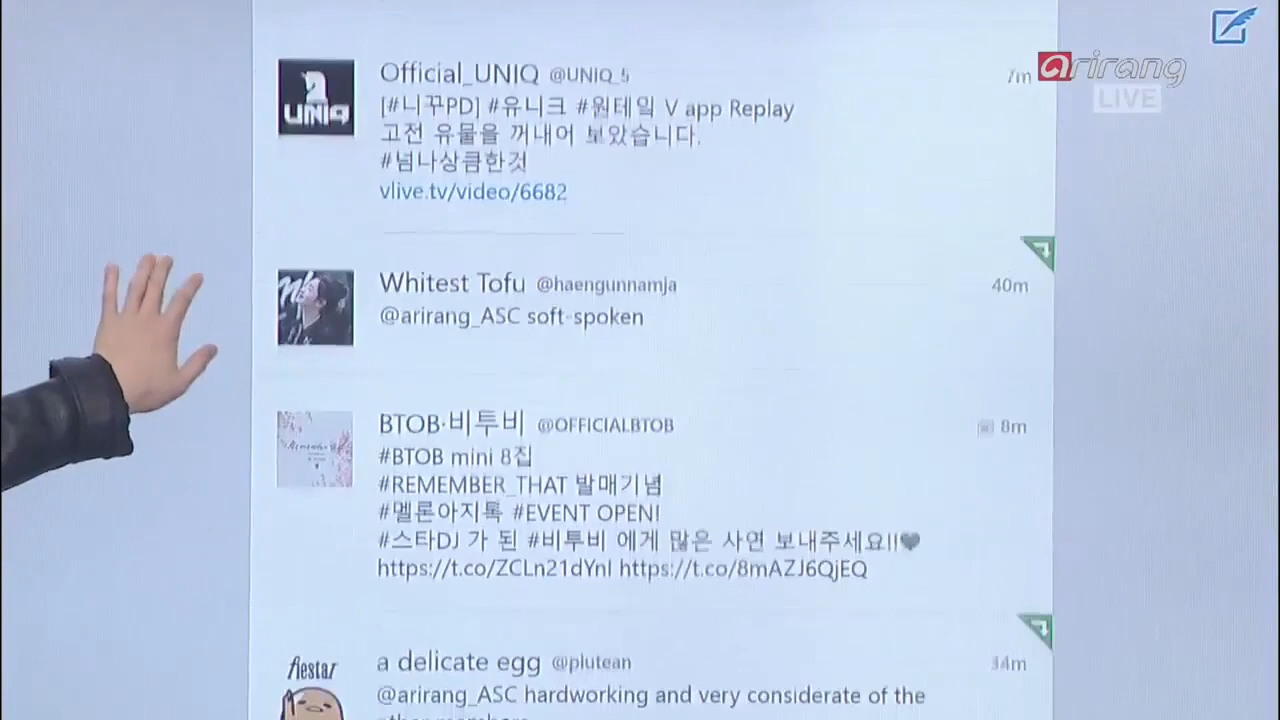 Official_UNIQ @UNIQ_5
7m
arirang
LIVE
UNIQ
[#니꾸PD] #유니크 #원테일 V app Replay
고전 유물을 꺼내어 보았습니다.
#넘나상큼한것
vlive.tv/video/6682
Whitest Tofu @haengunnamja
40m
@arirang_ASC soft-spoken
BTOB·비투비 @OFFICIALBTOB
8m
Remember
#BTOB mini 8집
#REMEMBER_THAT 발매기념
#멜론아지톡 #EVENT OPEN!
#스타DJ 가 된 #비투비 에게 많은 사연 보내주세요!!♥
https://t.co/ZCLn21dYnI https://t.co/8mAZJ6QjEQ
fiestar
a delicate egg @plutean
34m
@arirang_ASC hardworking and very considerate of the